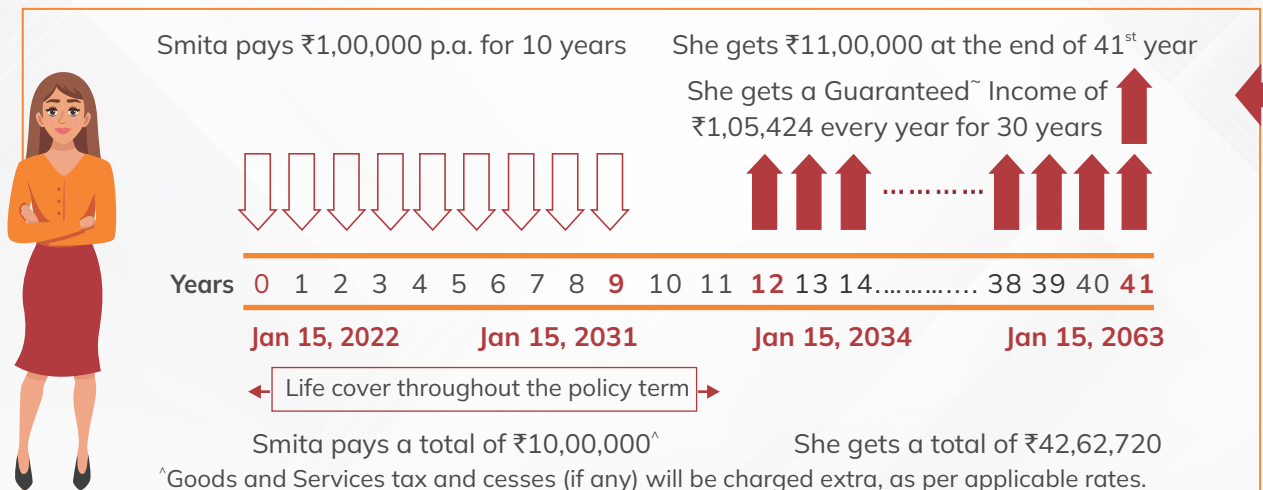 Smita pays ₹1,00,000 p.a. for 10 years
She gets ₹11,00,000 at the end of 41st year
She gets a Guaranteed~ Income of
₹1,05,424 every year for 30 years
............
Years 0 1 2 3 4 5 6 7 8 9 10 11 12 13 14............ 38 39 40 41
Jan 15, 2022 Jan 15, 2031 Jan 15, 2034 Jan 15, 2063
Life cover throughout the policy term
Smita pays a total of ₹10,00,000^
She gets a total of ₹42,62,720
^Goods and Services tax and cesses (if any) will be charged extra, as per applicable rates.